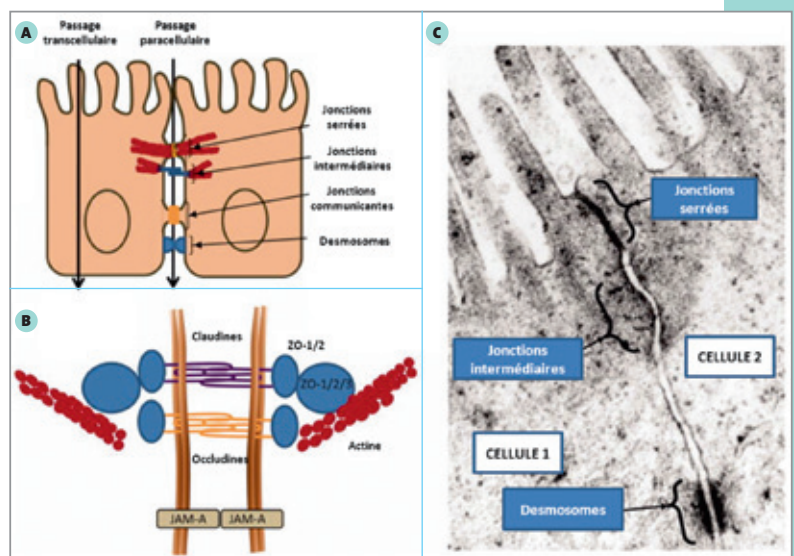 A
Passage
transcellulaire
Passage
paracellulaire
Jonctions
serrées
Jonctions
intermédiaires
Jonctions
communicantes
Desmosomes
B
Claudines
ZO-1/2
ZO-1/2/3
Actine
Occludines
JAM-A
JAM-A
C
Jonctions
serrées
Jonctions
intermédiaires
CELLULE 2
CELLULE 1
Desmosomes